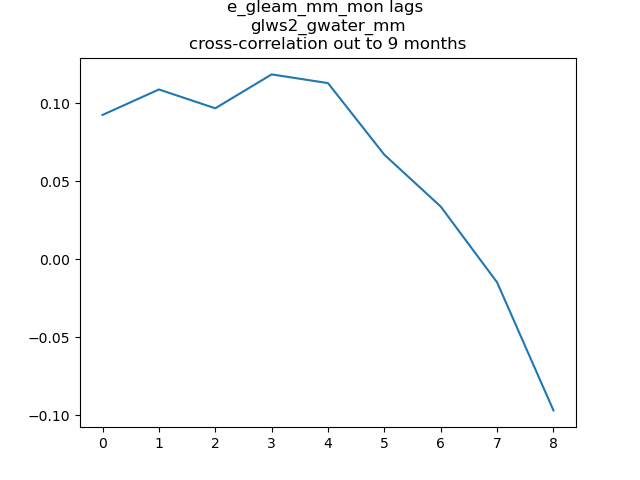 e_gleam_mm_mon lags
glws2_gwater_mm
cross-correlation out to 9 months
0.10
0.05
0.00
−0.05
−0.10
0 1 2 3 4 5 6 7 8